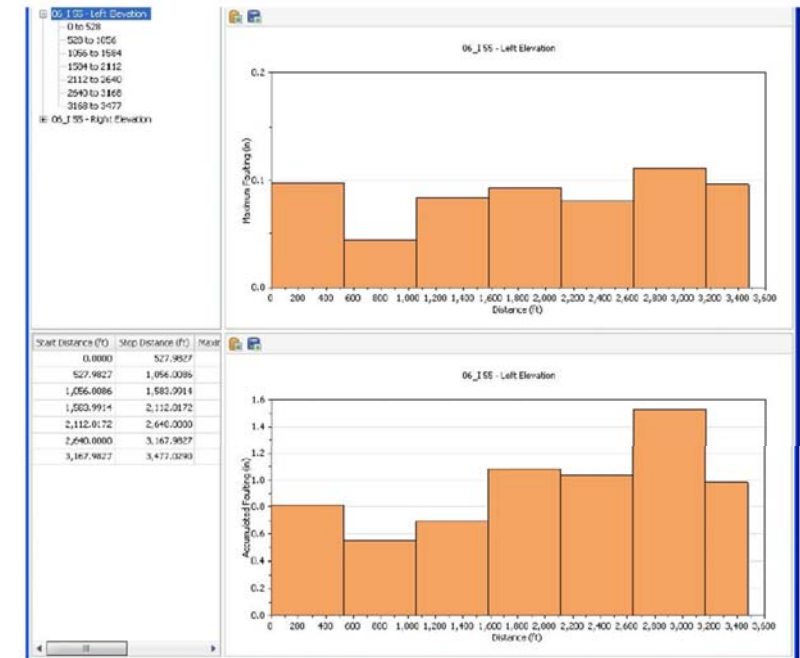 06_I 55 - Left Elevation
0 to 528
528 to 1056
1056 to 1584
1584 to 2112
2112 to 2640
2640 to 3168
3168 to 3477
06_I 55 - Right Elevation
06_I 55 - Left Elevation
Maximum Faulting (in)
0.2
0.1
0.0
0 200 400 600 800 1,000 1,200 1,400 1,600 1,800 2,000 2,200 2,400 2,600 2,800 3,000 3,200 3,400 3,600
Distance (ft)
Start Distance (ft) Stop Distance (ft) Maxir
0.0000 527.9827
527.9827 1,056.0086
1,056.0086 1,583.9914
1,583.9914 2,112.0172
2,112.0172 2,640.0000
2,640.0000 3,167.9827
3,167.9827 3,477.0290
06_I 55 - Left Elevation
Accumulated Faulting (in)
1.6
1.4
1.2
1.0
0.8
0.6
0.4
0.2
0.0
0 200 400 600 800 1,000 1,200 1,400 1,600 1,800 2,000 2,200 2,400 2,600 2,800 3,000 3,200 3,400 3,600
Distance (ft)